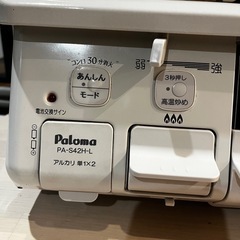 コンロ30分消火
あんしん
モード
弱
強
3秒押し
高温炒め
電池交換サイン
Paloma
PA-S42H-L
アルカリ 単1×2